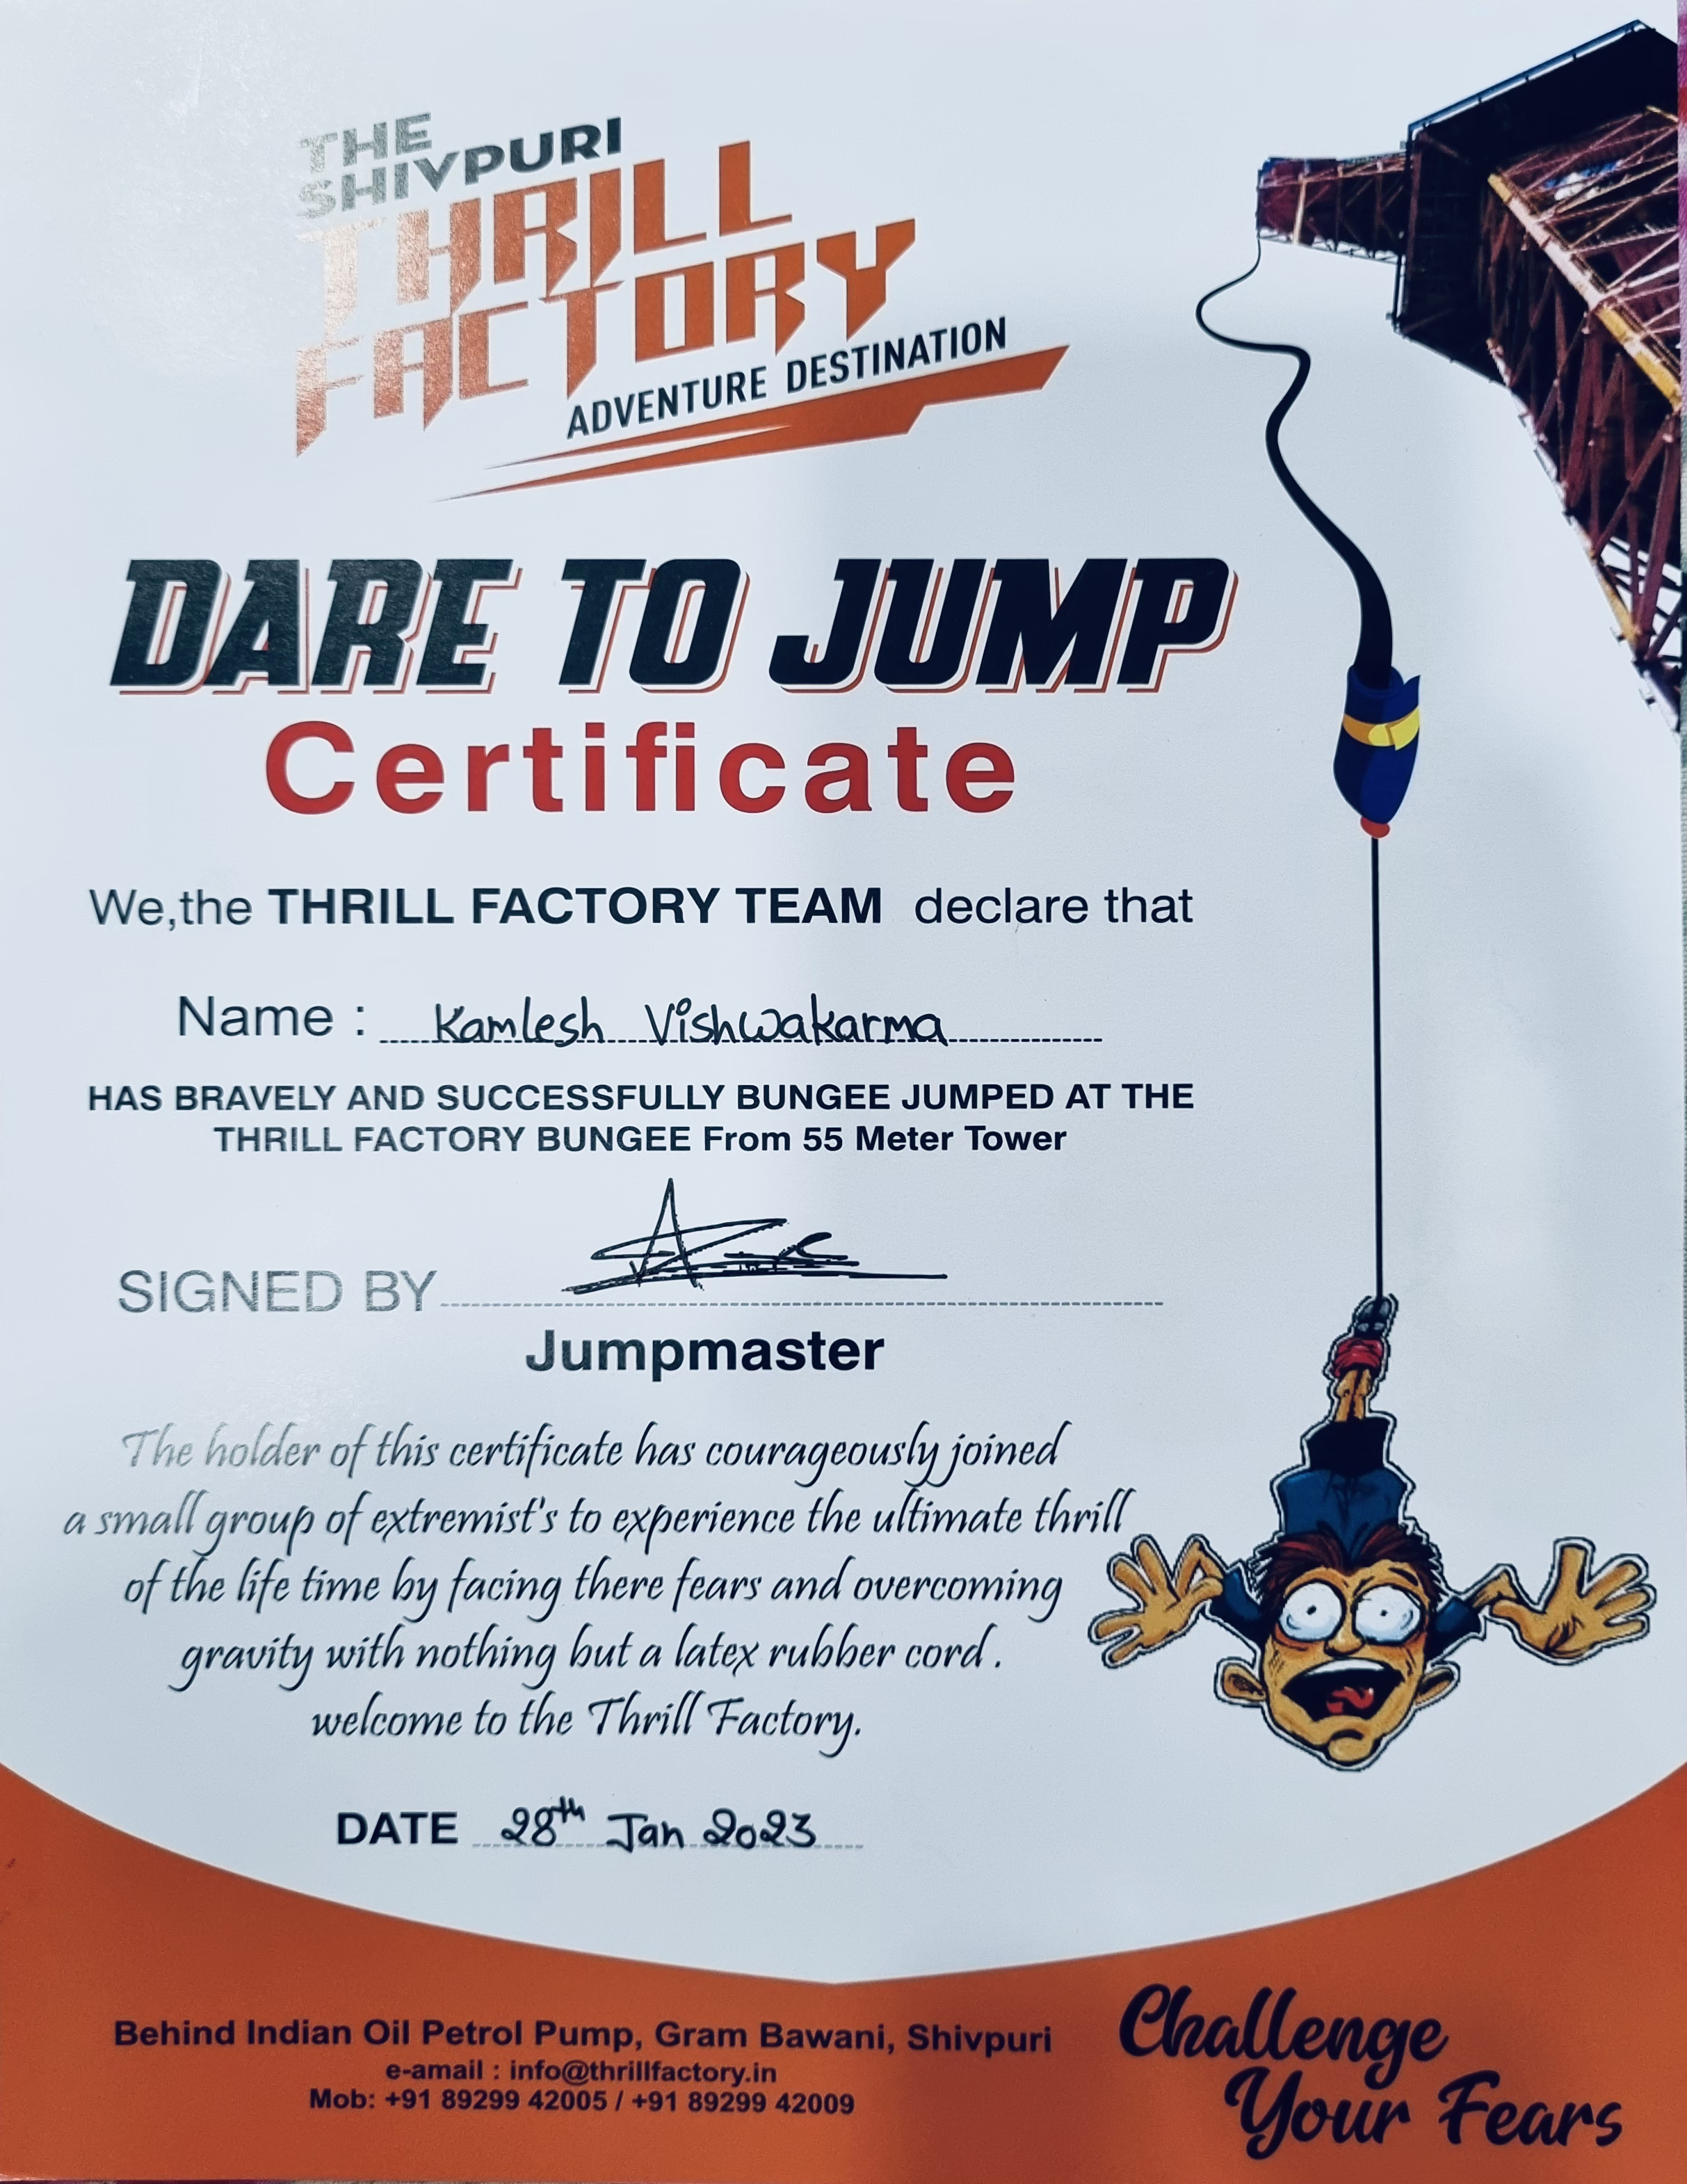 THE
SHIVPURI
THRILL
FACTORY
ADVENTURE DESTINATION
DARE TO JUMP
Certificate
We,the THRILL FACTORY TEAM declare that
Name : Kamlesh Vishwakarma
HAS BRAVELY AND SUCCESSFULLY BUNGEE JUMPED AT THE
THRILL FACTORY BUNGEE From 55 Meter Tower
SIGNED BY
Jumpmaster
The holder of this certificate has courageously joined
a small group of extremist's to experience the ultimate thrill
of the life time by facing there fears and overcoming
gravity with nothing but a latex rubber cord .
welcome to the Thrill Factory.
DATE 28th Jan 2023
Behind Indian Oil Petrol Pump, Gram Bawani, Shivpuri
e-amail : info@thrillfactory.in
Mob: +91 89299 42005 / +91 89299 42009
Challenge
Your Fears